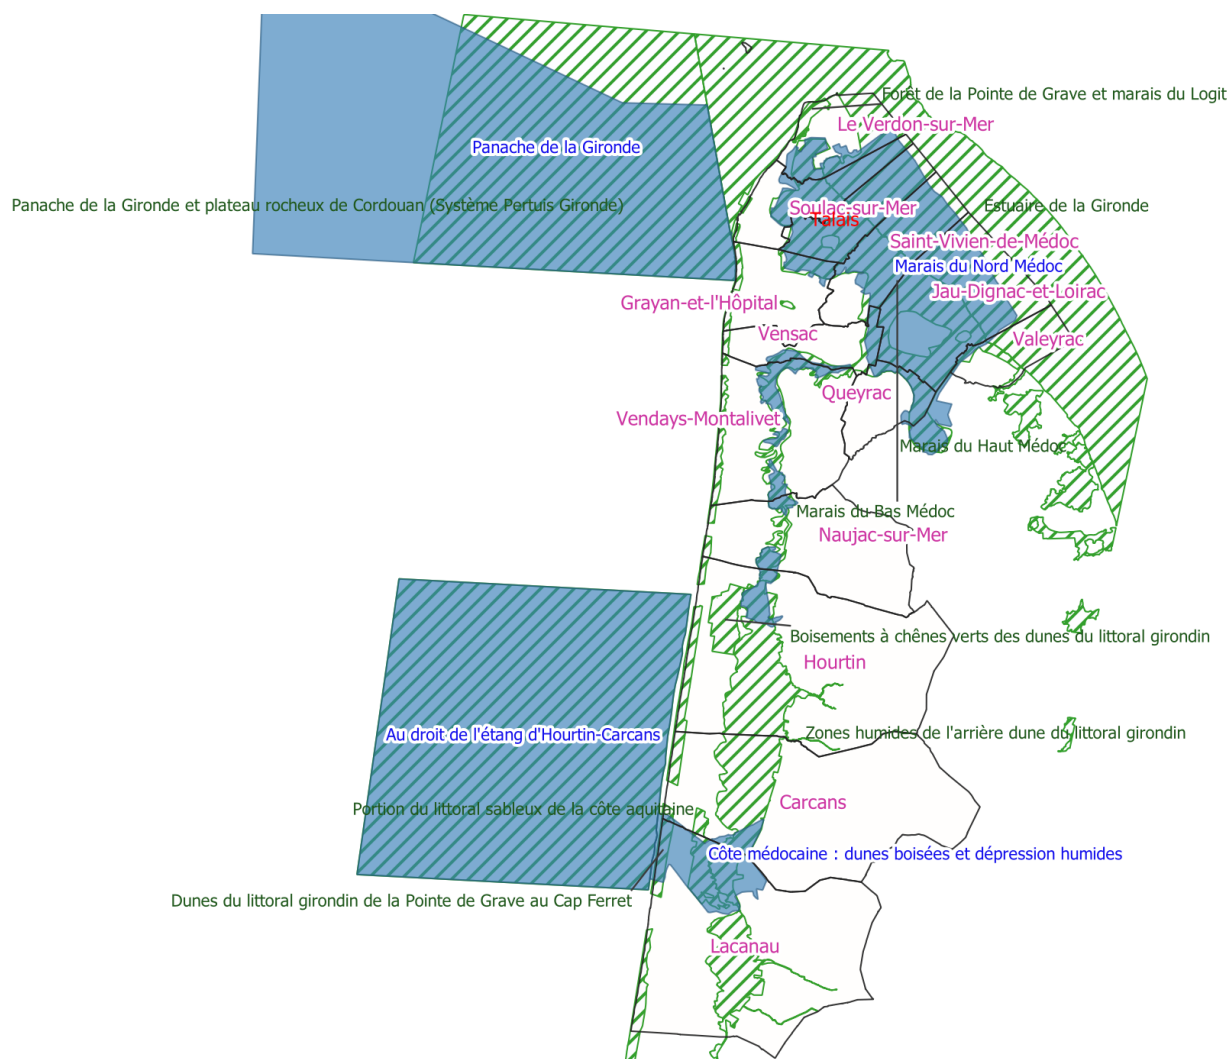 Forêt de la Pointe de Grave et marais du Logit
Le Verdon-sur-Mer
Panache de la Gironde
Panache de la Gironde et plateau rocheux de Cordouan (Système Pertuis Gironde)
Soulac-sur-Mer
Estuaire de la Gironde
Talais
Saint-Vivien-de-Médoc
Marais du Nord Médoc
Jau-Dignac-et-Loirac
Grayan-et-l'Hôpital
Vensac
Valeyrac
Queyrac
Vendays-Montalivet
Marais du Haut Médoc
Marais du Bas Médoc
Naujac-sur-Mer
Boisements à chênes verts des dunes du littoral girondin
Hourtin
Zones humides de l'arrière dune du littoral girondin
Au droit de l'étang d'Hourtin-Carcans
Carcans
Portion du littoral sableux de la côte aquitaine
Côte médocaine : dunes boisées et dépression humides
Dunes du littoral girondin de la Pointe de Grave au Cap Ferret
Lacanau